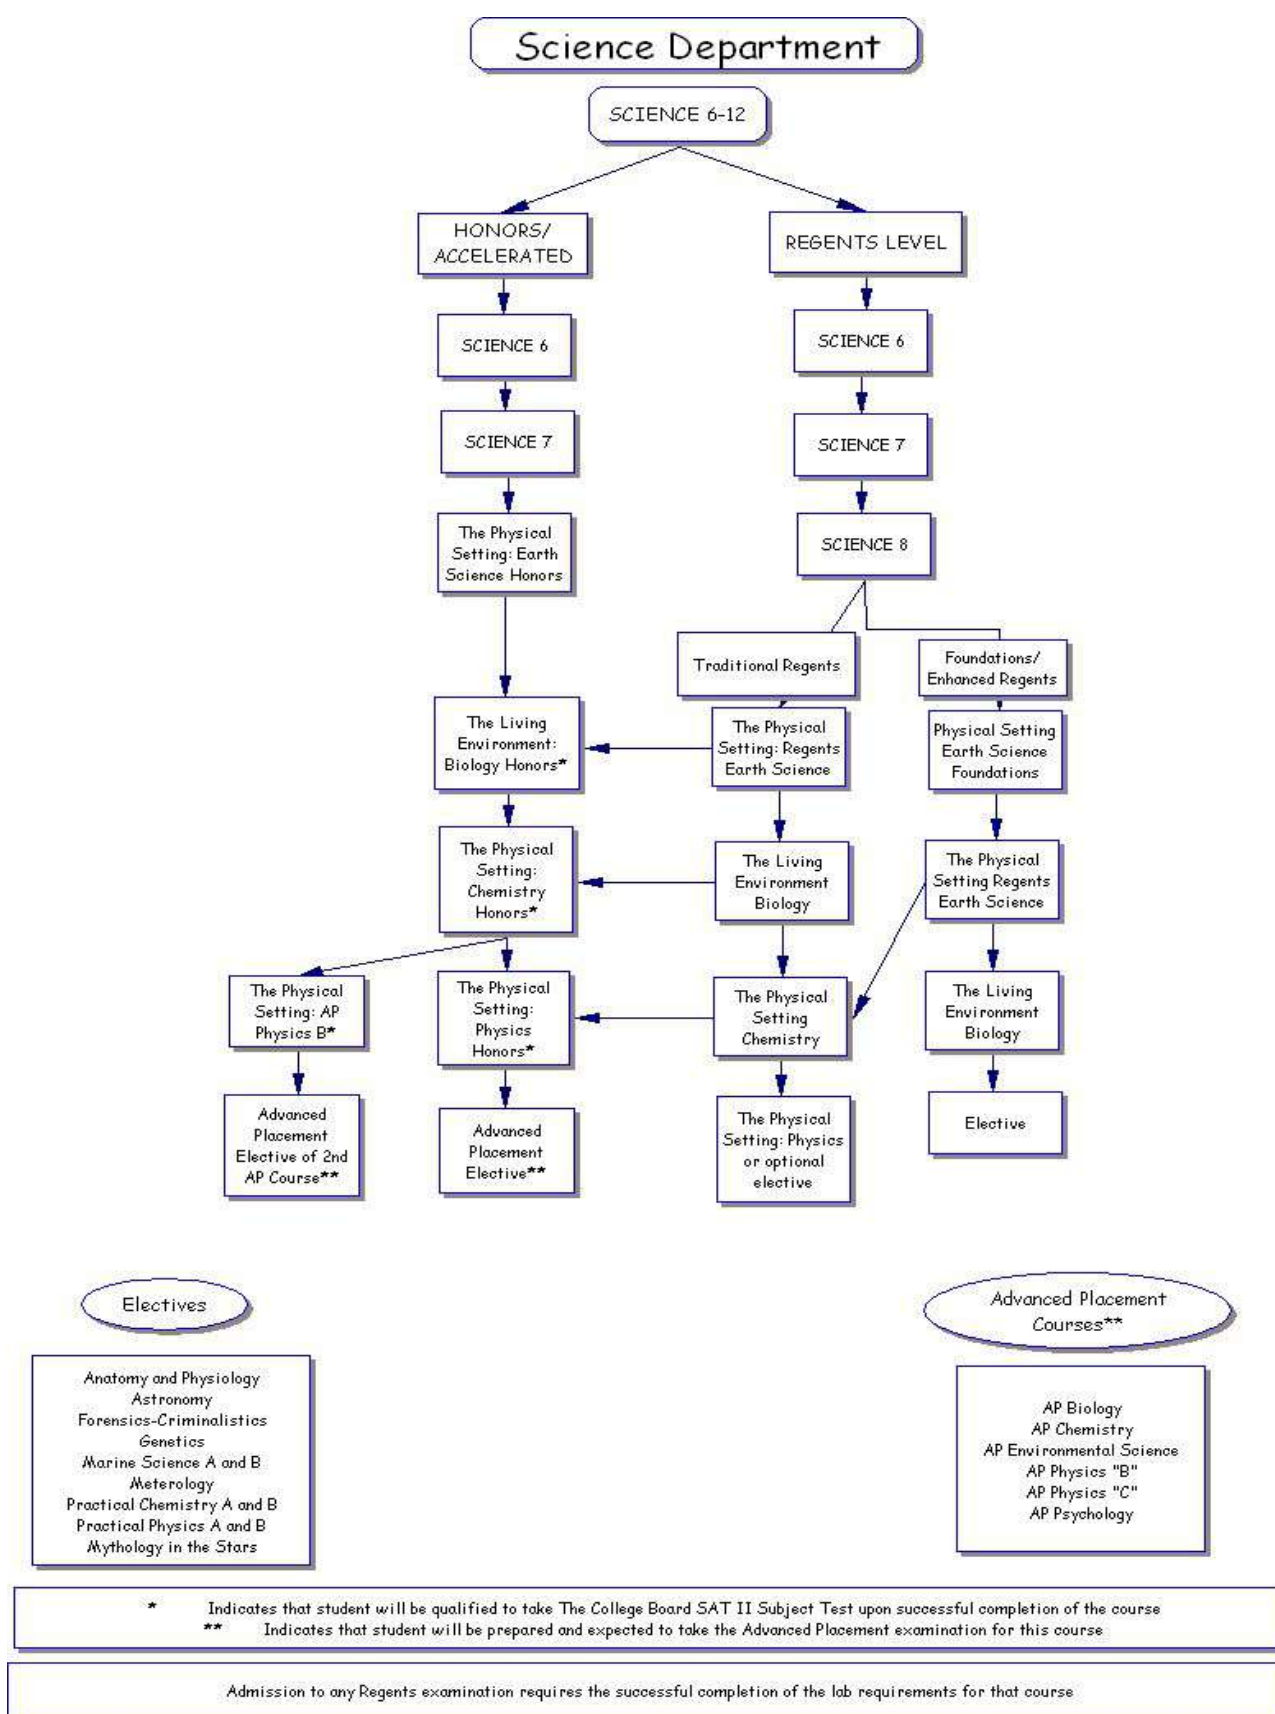 Science Department
SCIENCE 6-12
HONORS/
ACCELERATED
REGENTS LEVEL
SCIENCE 6
SCIENCE 6
SCIENCE 7
SCIENCE 7
The Physical
Setting: Earth
Science Honors
SCIENCE 8
Traditional Regents
Foundations/
Enhanced Regents
The Living
Environment:
Biology Honors*
The Physical
Setting: Regents
Earth Science
Physical Setting
Earth Science
Foundations
The Physical
Setting:
Chemistry
Honors*
The Living
Environment
Biology
The Physical
Setting Regents
Earth Science
The Physical
Setting: AP
Physics B*
The Physical
Setting:
Physics
Honors*
The Physical
Setting
Chemistry
The Living
Environment
Biology
Advanced
Placement
Elective of 2nd
AP Course**
Advanced
Placement
Elective**
The Physical
Setting: Physics
or optional
elective
Elective
Electives
Anatomy and Physiology
Astronomy
Forensics-Criminalistics
Genetics
Marine Science A and B
Meterology
Practical Chemistry A and B
Practical Physics A and B
Mythology in the Stars
Advanced Placement
Courses**
AP Biology
AP Chemistry
AP Environmental Science
AP Physics "B"
AP Physics "C"
AP Psychology
* Indicates that student will be qualified to take The College Board SAT II Subject Test upon successful completion of the course
** Indicates that student will be prepared and expected to take the Advanced Placement examination for this course
Admission to any Regents examination requires the successful completion of the lab requirements for that course